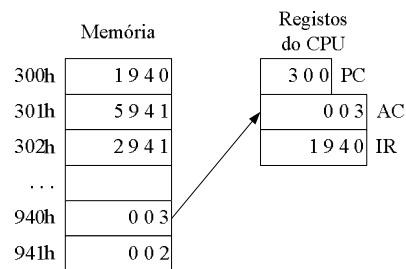 Memória
300h 1 9 4 0
301h 5 9 4 1
302h 2 9 4 1
. . .
940h 0 0 3
941h 0 0 2
Registos
do CPU
3 0 0 PC
0 0 3 AC
1 9 4 0 IR